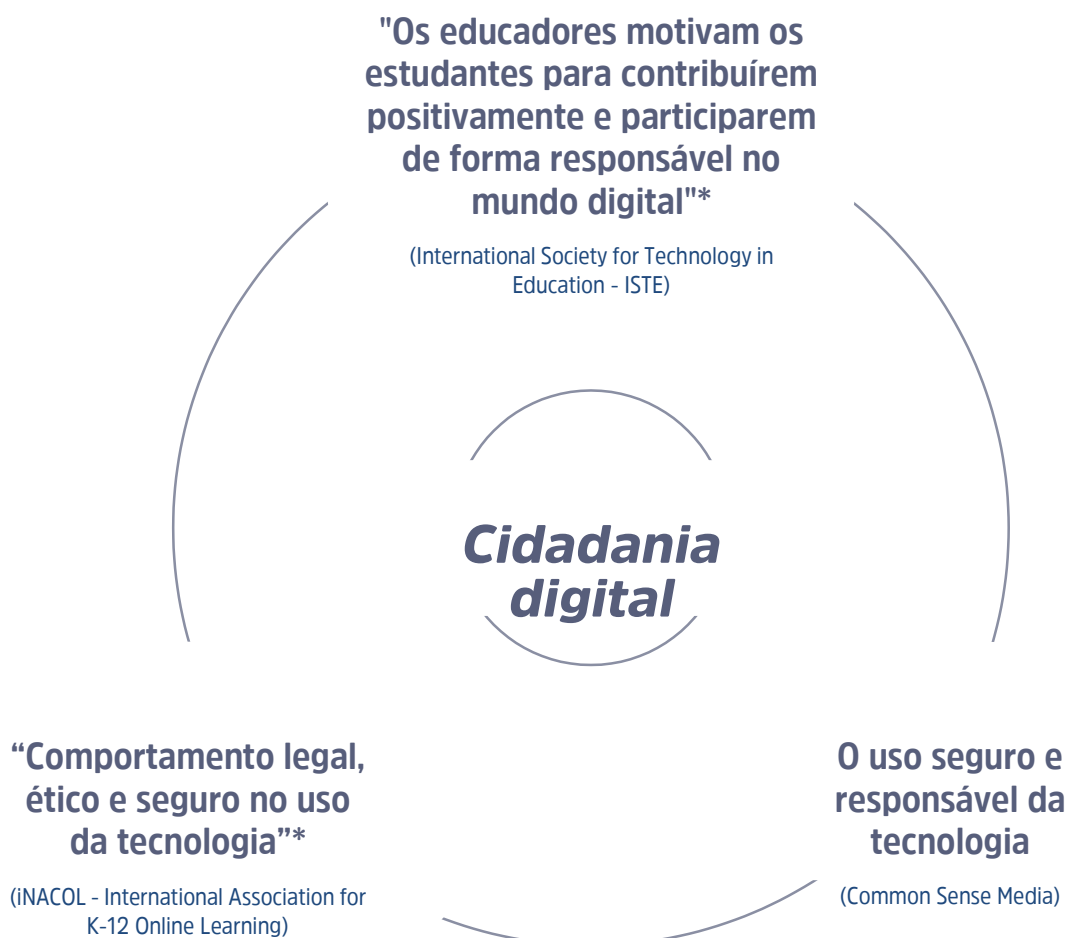 "Os educadores motivam os
estudantes para contribuírem
positivamente e participarem
de forma responsável no
mundo digital"*
(International Society for Technology in
Education - ISTE)
Cidadania
digital
“Comportamento legal,
ético e seguro no uso
da tecnologia”*
(iNACOL - International Association for
K-12 Online Learning)
O uso seguro e
responsável da
tecnologia
(Common Sense Media)